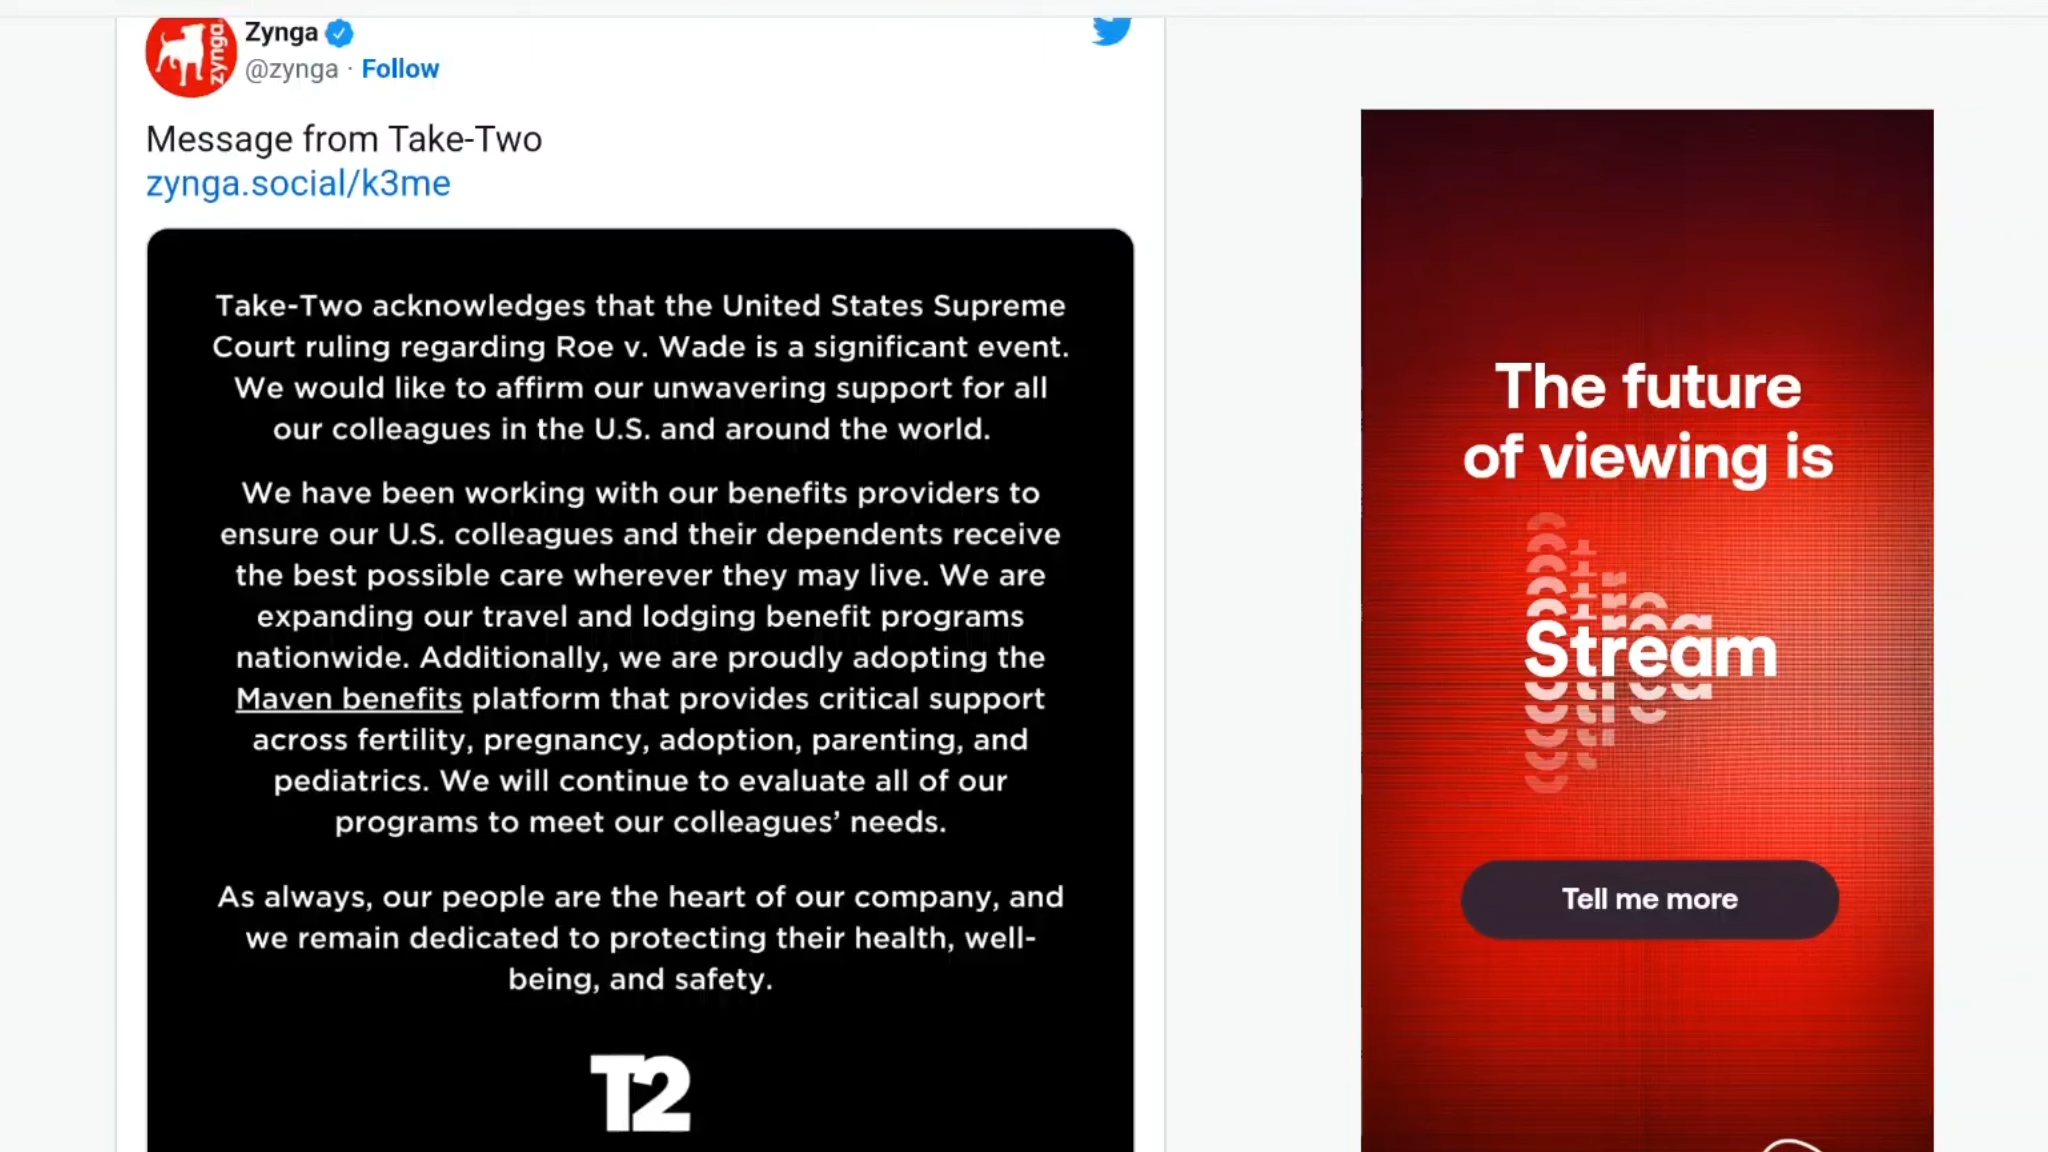 Zynga
@zynga · Follow
zynga
Message from Take-Two
zynga.social/k3me
Take-Two acknowledges that the United States Supreme
Court ruling regarding Roe v. Wade is a significant event.
We would like to affirm our unwavering support for all
our colleagues in the U.S. and around the world.
We have been working with our benefits providers to
ensure our U.S. colleagues and their dependents receive
the best possible care wherever they may live. We are
expanding our travel and lodging benefit programs
nationwide. Additionally, we are proudly adopting the
Maven benefits platform that provides critical support
across fertility, pregnancy, adoption, parenting, and
pediatrics. We will continue to evaluate all of our
programs to meet our colleagues’ needs.
As always, our people are the heart of our company, and
we remain dedicated to protecting their health, well-
being, and safety.
T2
The future
of viewing is
Stream
Tell me more